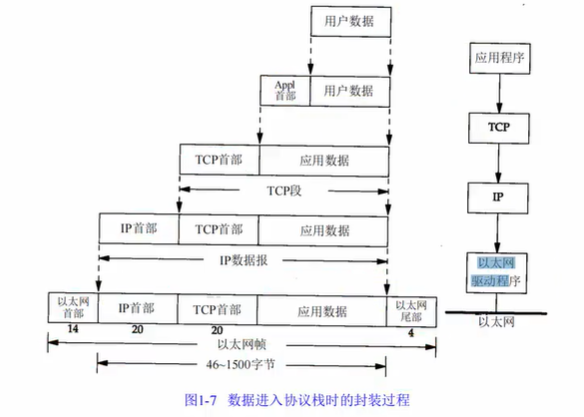 用户数据
Appl
首部
用户数据
应用程序
TCP首部
应用数据
TCP
TCP段
IP首部
TCP首部
应用数据
IP
IP数据报
以太网
驱动程序
以太网
首部
IP首部
TCP首部
应用数据
以太网
尾部
以太网
14
20
20
4
以太网帧
46~1500字节
图1-7 数据进入协议栈时的封装过程